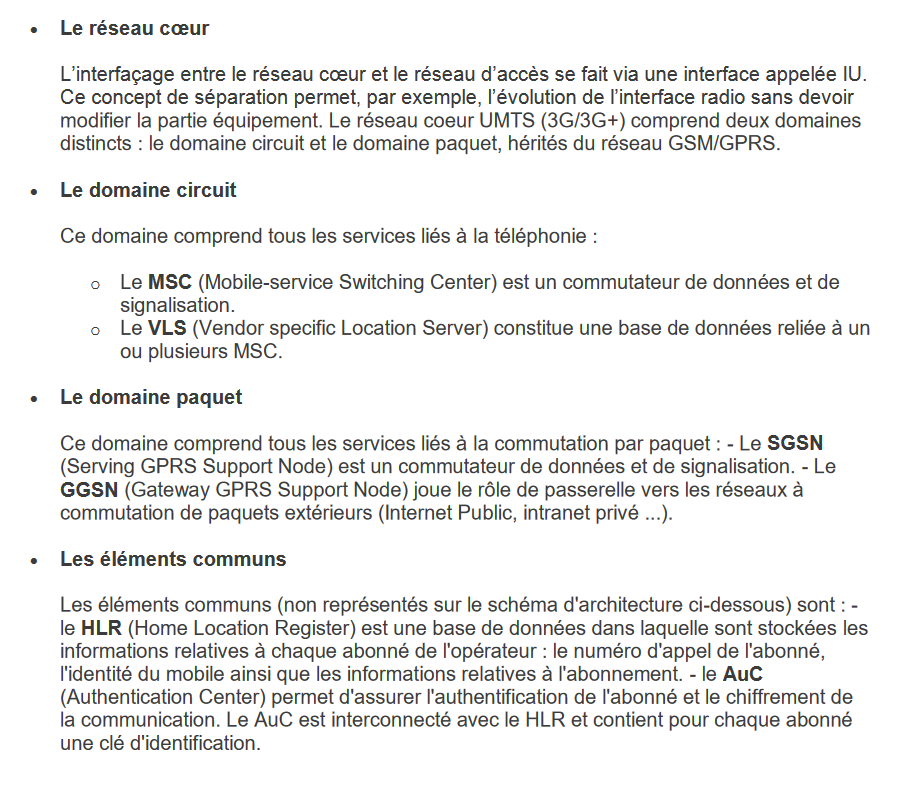 • Le réseau cœur
L’interfaçage entre le réseau cœur et le réseau d’accès se fait via une interface appelée IU.
Ce concept de séparation permet, par exemple, l’évolution de l’interface radio sans devoir
modifier la partie équipement. Le réseau coeur UMTS (3G/3G+) comprend deux domaines
distincts : le domaine circuit et le domaine paquet, hérités du réseau GSM/GPRS.
• Le domaine circuit
Ce domaine comprend tous les services liés à la téléphonie :
o Le MSC (Mobile-service Switching Center) est un commutateur de données et de
signalisation.
o Le VLS (Vendor specific Location Server) constitue une base de données reliée à un
ou plusieurs MSC.
• Le domaine paquet
Ce domaine comprend tous les services liés à la commutation par paquet : - Le SGSN
(Serving GPRS Support Node) est un commutateur de données et de signalisation. - Le
GGSN (Gateway GPRS Support Node) joue le rôle de passerelle vers les réseaux à
commutation de paquets extérieurs (Internet Public, intranet privé ...).
• Les éléments communs
Les éléments communs (non représentés sur le schéma d'architecture ci-dessous) sont : -
le HLR (Home Location Register) est une base de données dans laquelle sont stockées les
informations relatives à chaque abonné de l'opérateur : le numéro d'appel de l'abonné,
l'identité du mobile ainsi que les informations relatives à l'abonnement. - le AuC
(Authentication Center) permet d'assurer l'authentification de l'abonné et le chiffrement de
la communication. Le AuC est interconnecté avec le HLR et contient pour chaque abonné
une clé d'identification.